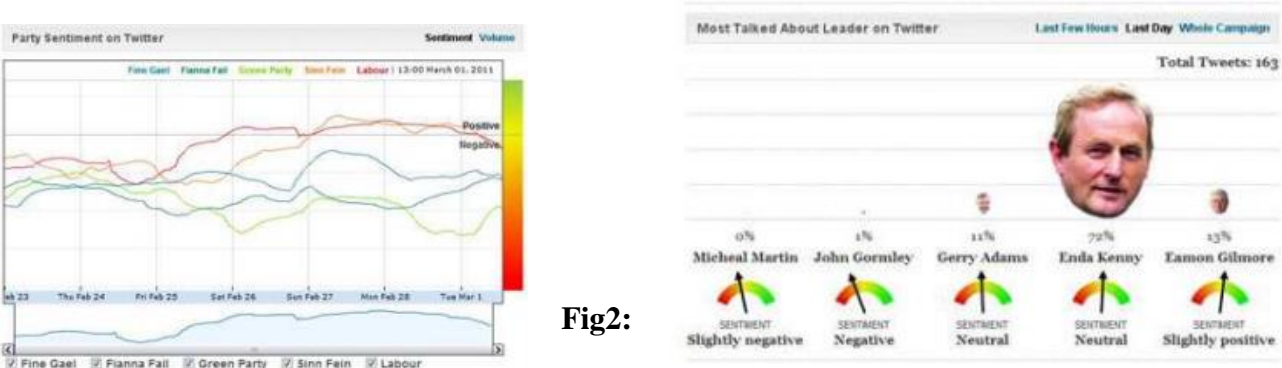 Party Sentiment on Twitter
Sentiment Volume
Fine Gael Fianna Fail Green Party Sinn Fein Labour | 13:00 March 01, 2011
Positive
Negative
eb 23 Thu Feb 24 Fri Feb 25 Sat Feb 26 Sun Feb 27 Mon Feb 28 Tue Mar 1
Fine Gael Fianna Fail Green Party Sinn Fein Labour
Fig2:
Most Talked About Leader on Twitter
Last Few Hours Last Day Whole Campaign
Total Tweets: 163
0% 1% 11% 72% 13%
Micheal Martin John Gormley Gerry Adams Enda Kenny Eamon Gilmore
SENTIMENT SENTIMENT SENTIMENT SENTIMENT SENTIMENT
Slightly negative Negative Neutral Neutral Slightly positive